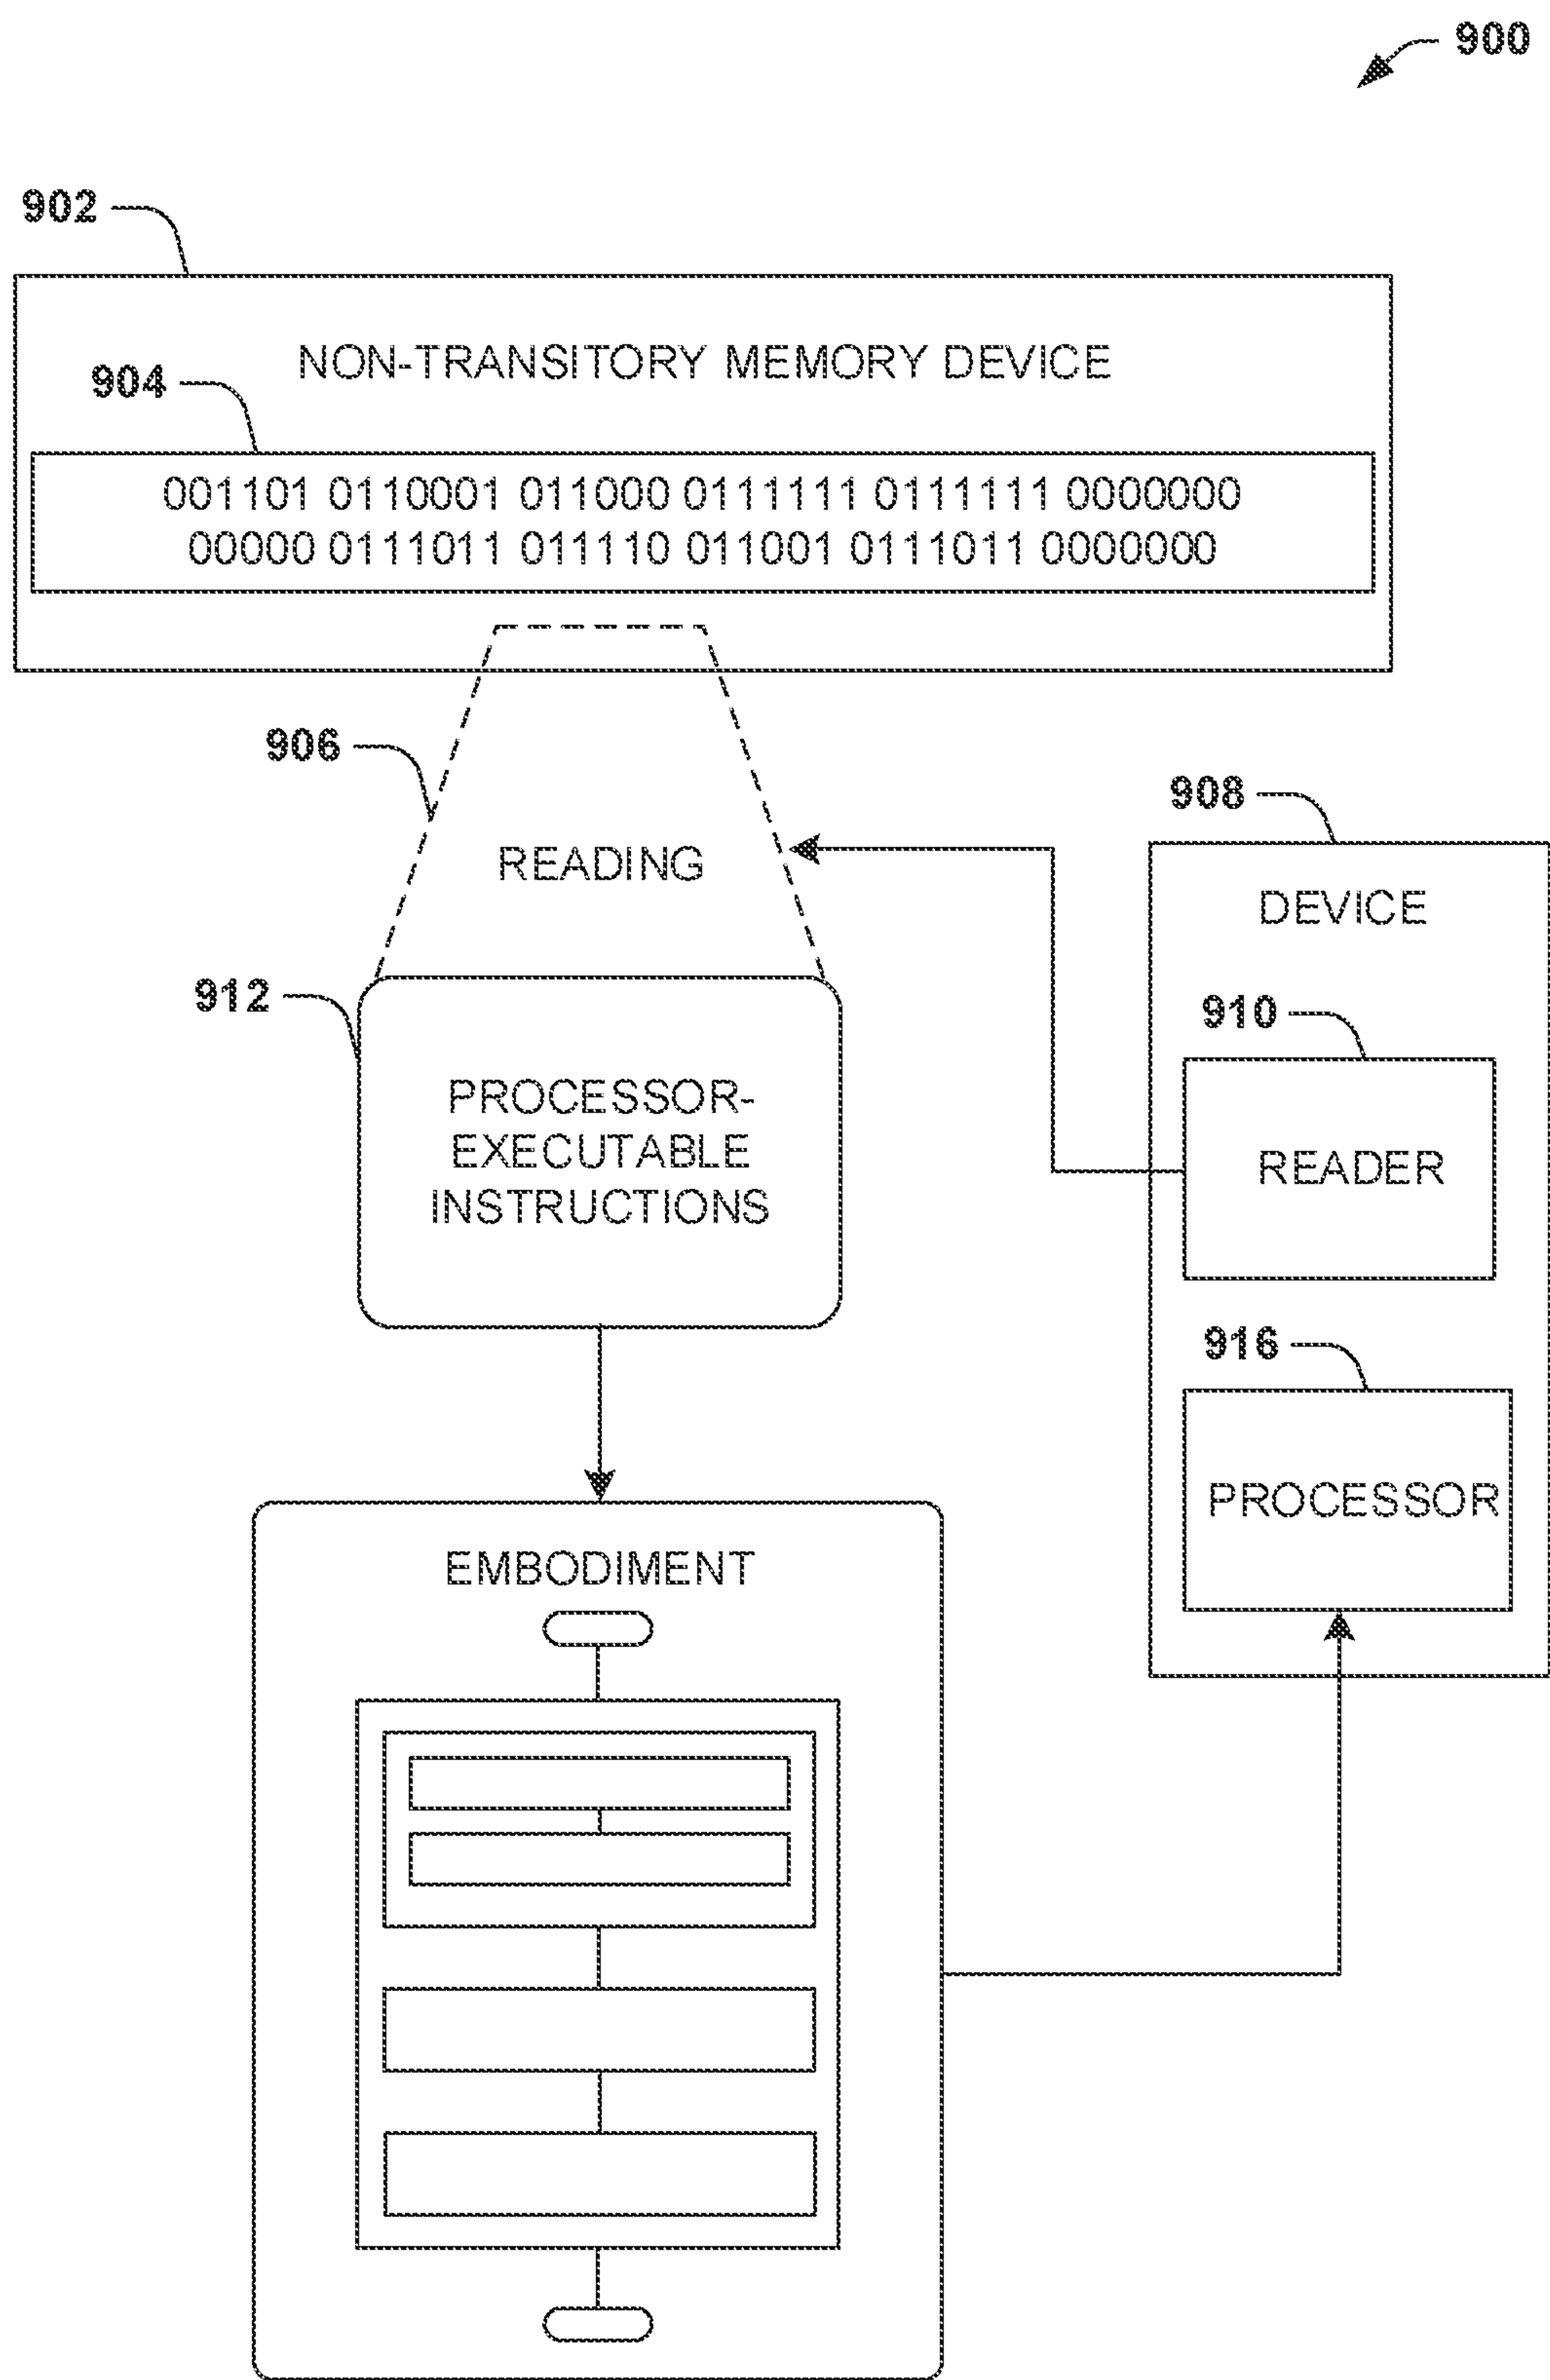 900
902
NON-TRANSITORY MEMORY DEVICE
904
001101 0110001 011000 0111111 0111111 0000000
00000 0111011 011110 011001 0111011 0000000
906
READING
908
DEVICE
912
PROCESSOR-
EXECUTABLE
INSTRUCTIONS
910
READER
916
PROCESSOR
EMBODIMENT